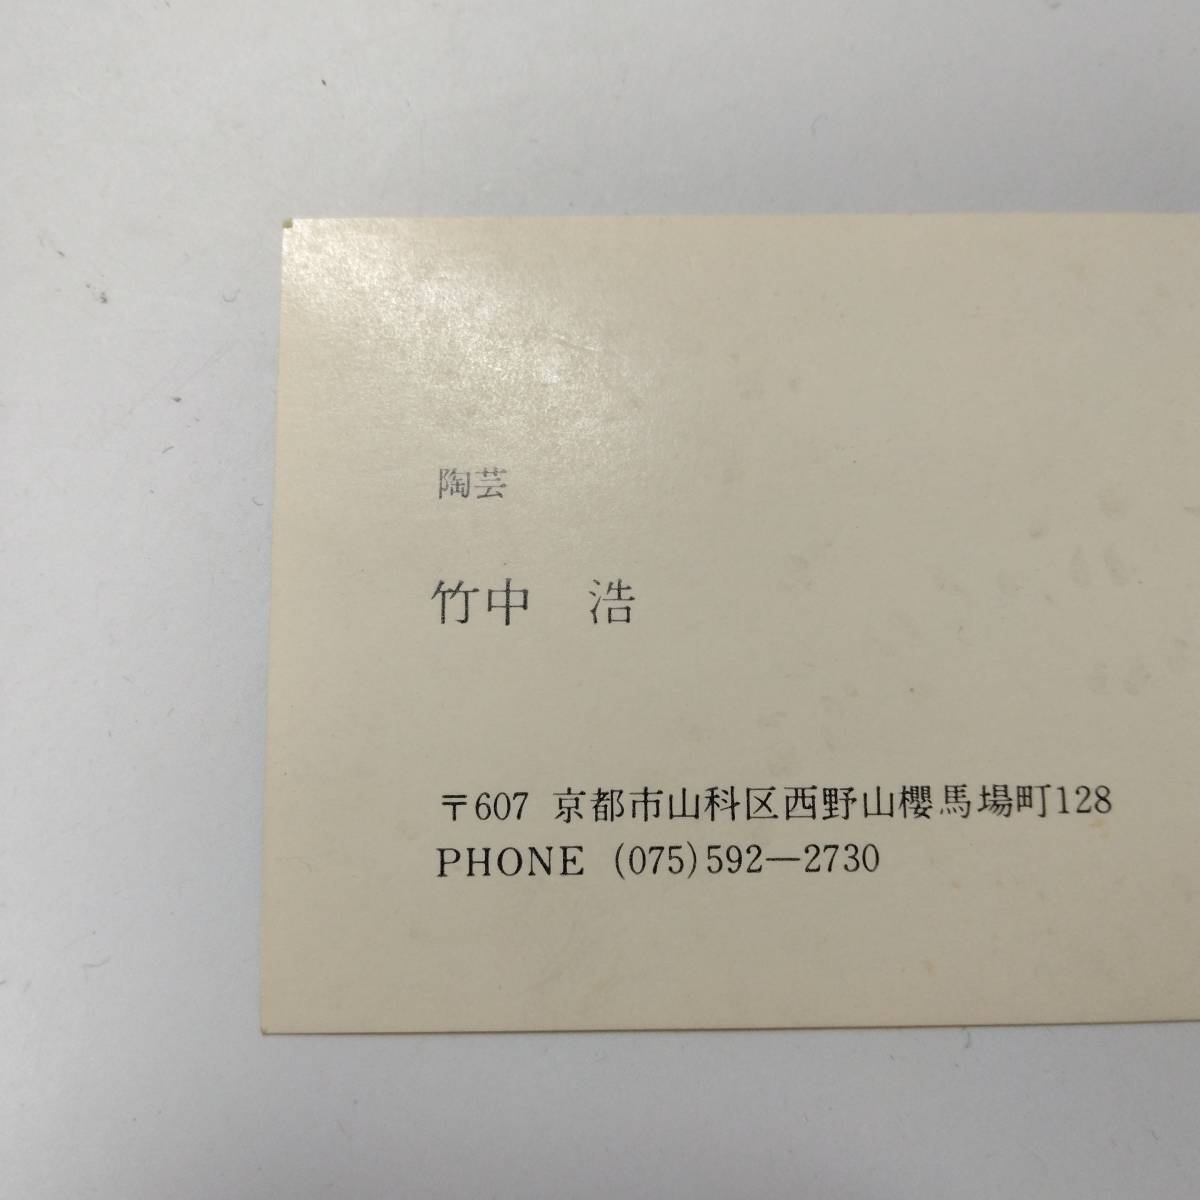 陶芸
竹中 浩
〒607 京都市山科区西野山櫻馬場町128
PHONE (075)592—2730